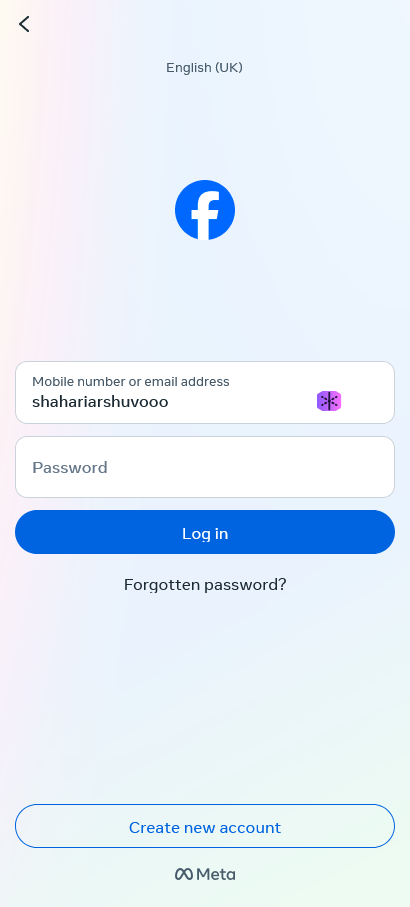 English (UK)
Mobile number or email address
shahariarshuvooo
Password
Log in
Forgotten password?
Create new account
Meta